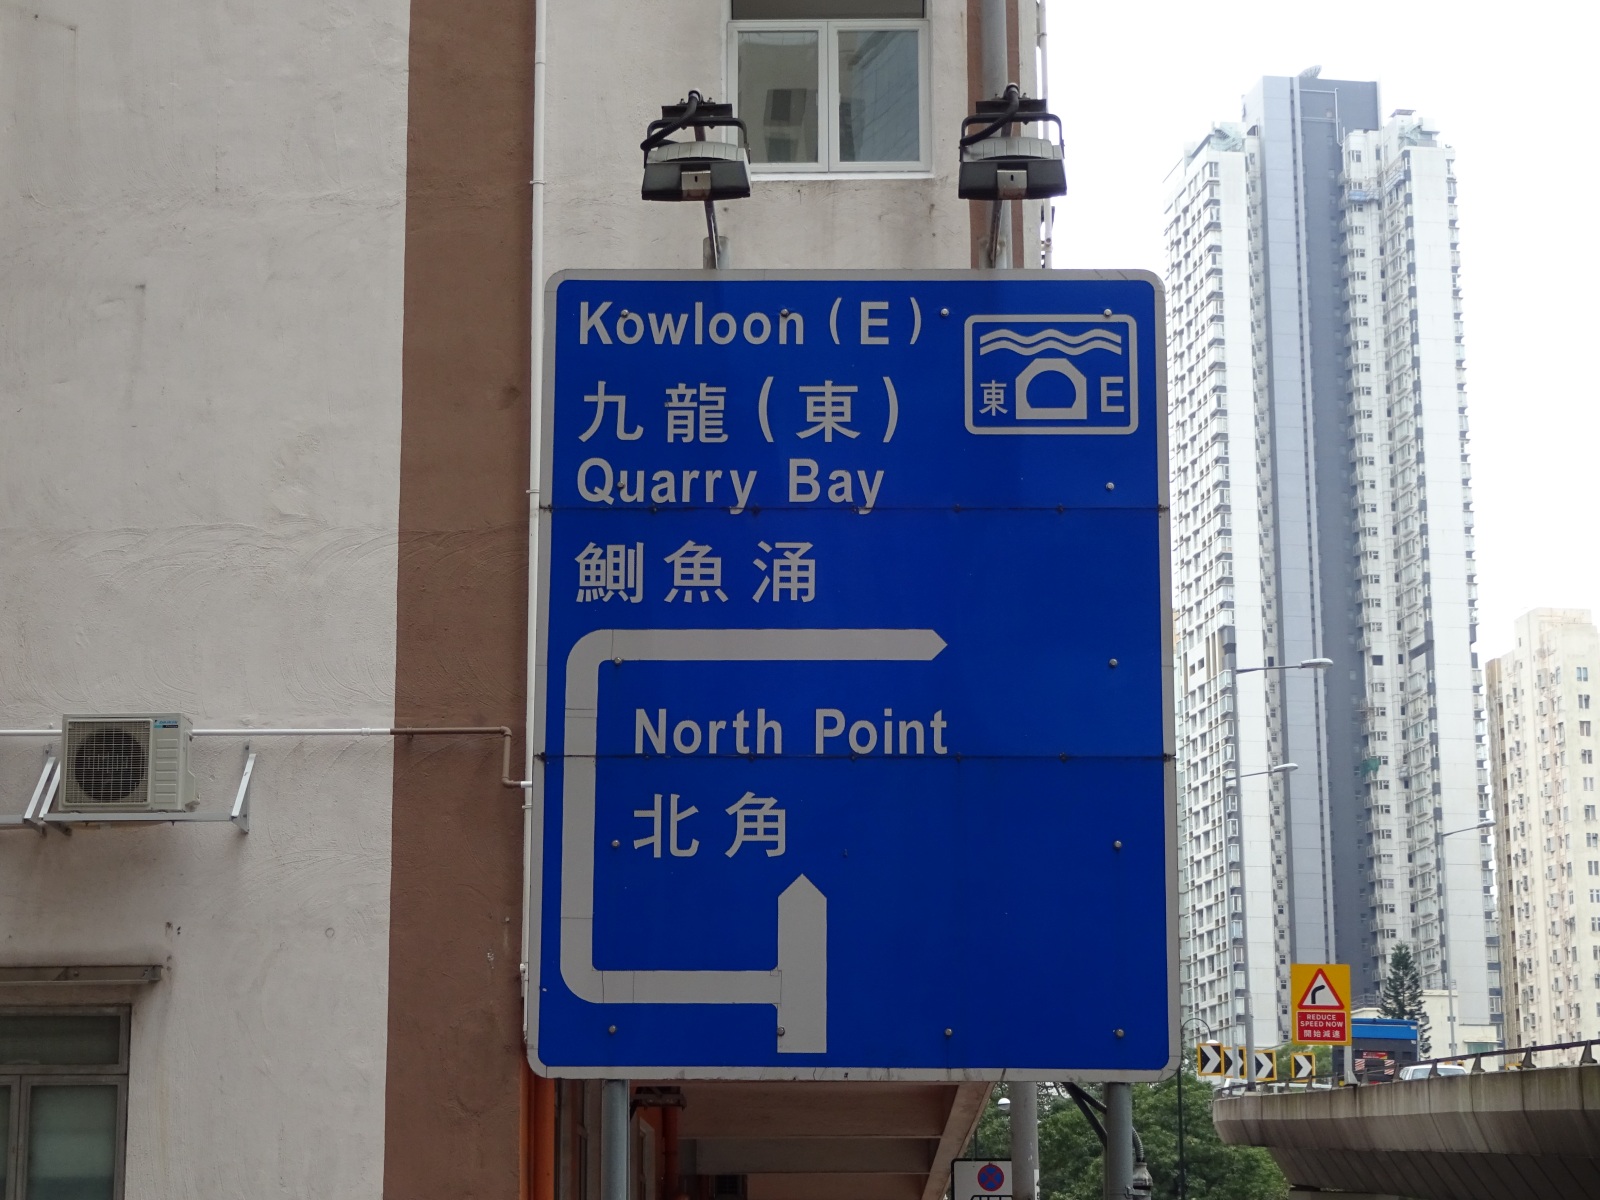 Kowloon (E)
九龍(東)
東 E
Quarry Bay
鰂魚涌
North Point
北角
REDUCE
SPEED NOW
開始減速